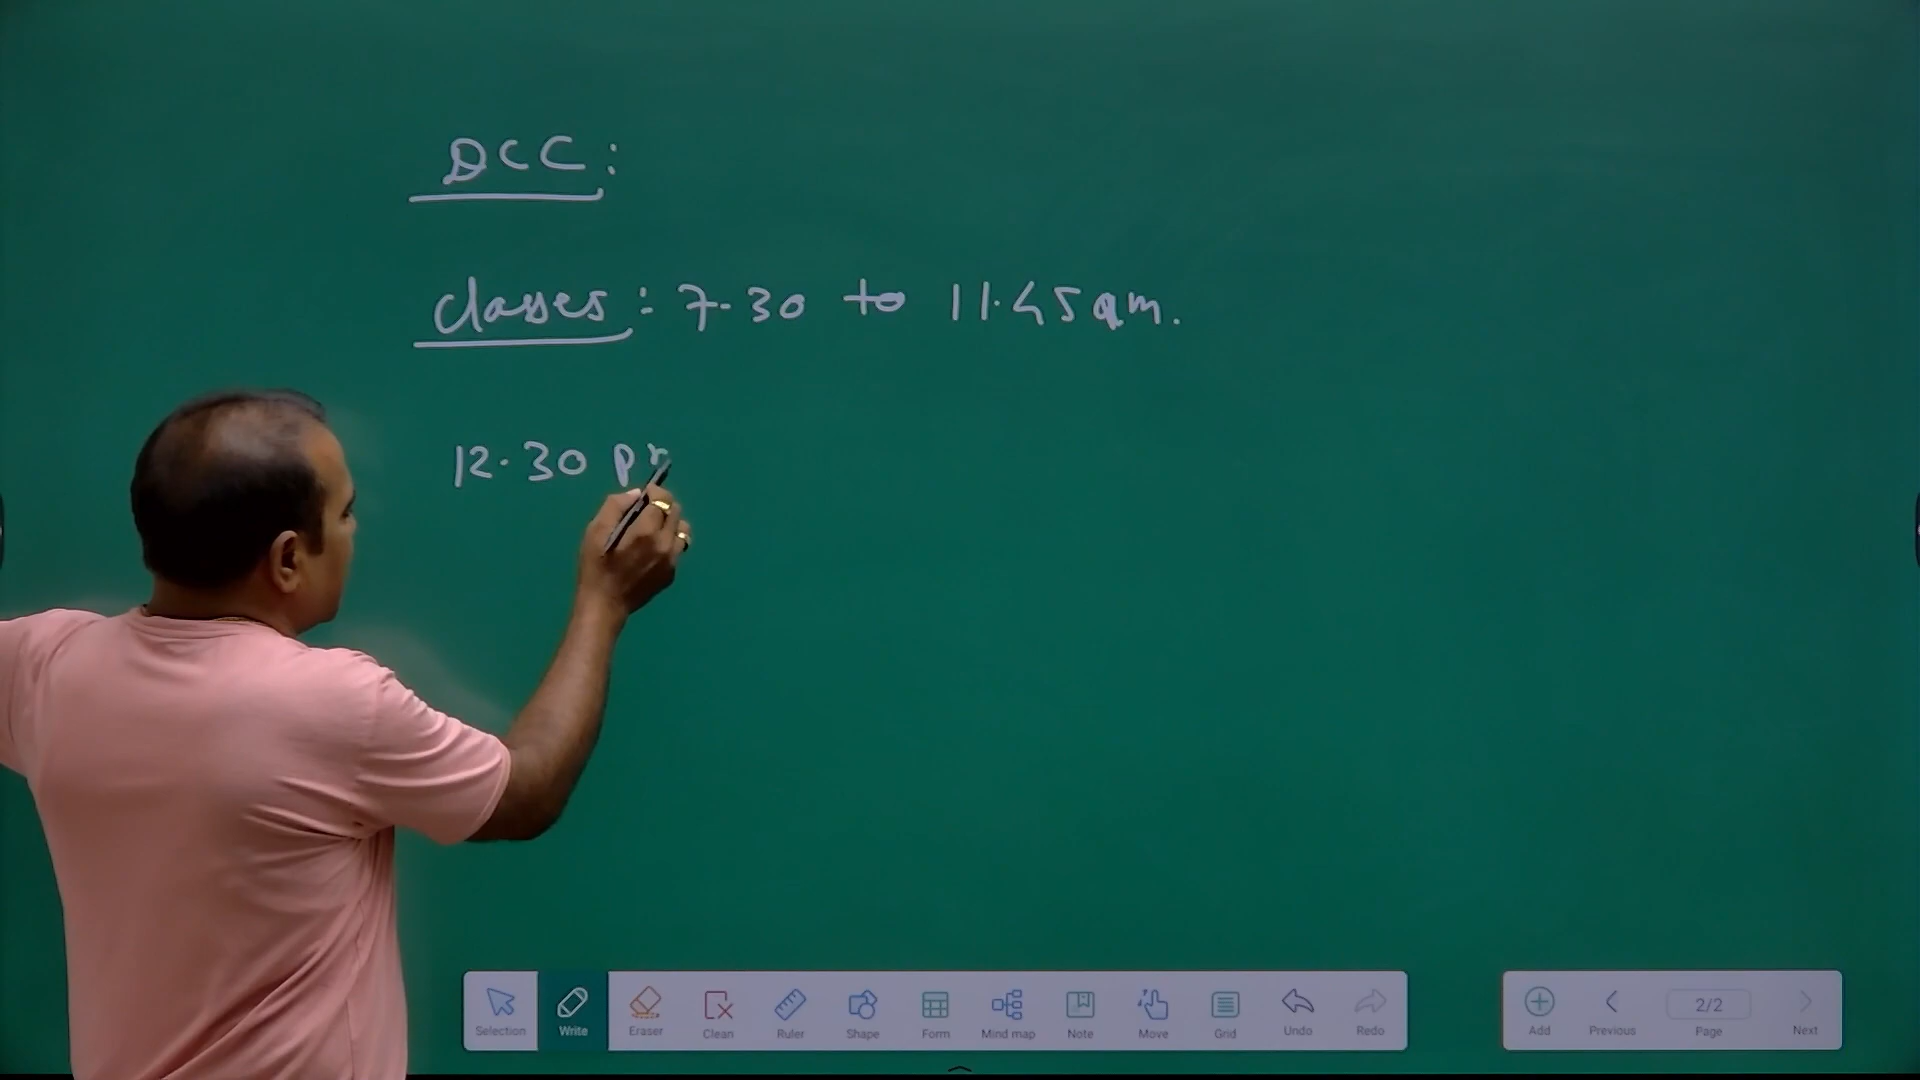 DCC:
classes: 7.30 to 11.45 am.
12.30
Selection Write Eraser Clean Ruler Shape Form Mind map Note Move Grid Undo Redo
Add Previous 2/2 Page Next